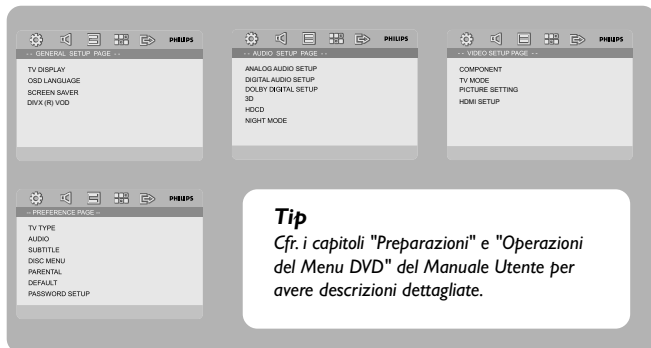 PHILIPS
-- GENERAL SETUP PAGE --
TV DISPLAY
OSD LANGUAGE
SCREEN SAVER
DIVX (R) VOD
PHILIPS
-- AUDIO SETUP PAGE --
ANALOG AUDIO SETUP
DIGITAL AUDIO SETUP
DOLBY DIGITAL SETUP
3D
HDCD
NIGHT MODE
PHILIPS
-- VIDEO SETUP PAGE --
COMPONENT
TV MODE
PICTURE SETTING
HDMI SETUP
PHILIPS
-- PREFERENCE PAGE --
TV TYPE
AUDIO
SUBTITLE
DISC MENU
PARENTAL
DEFAULT
PASSWORD SETUP
Tip
Cfr. i capitoli "Preparazioni" e "Operazioni
del Menu DVD" del Manuale Utente per
avere descrizioni dettagliate.